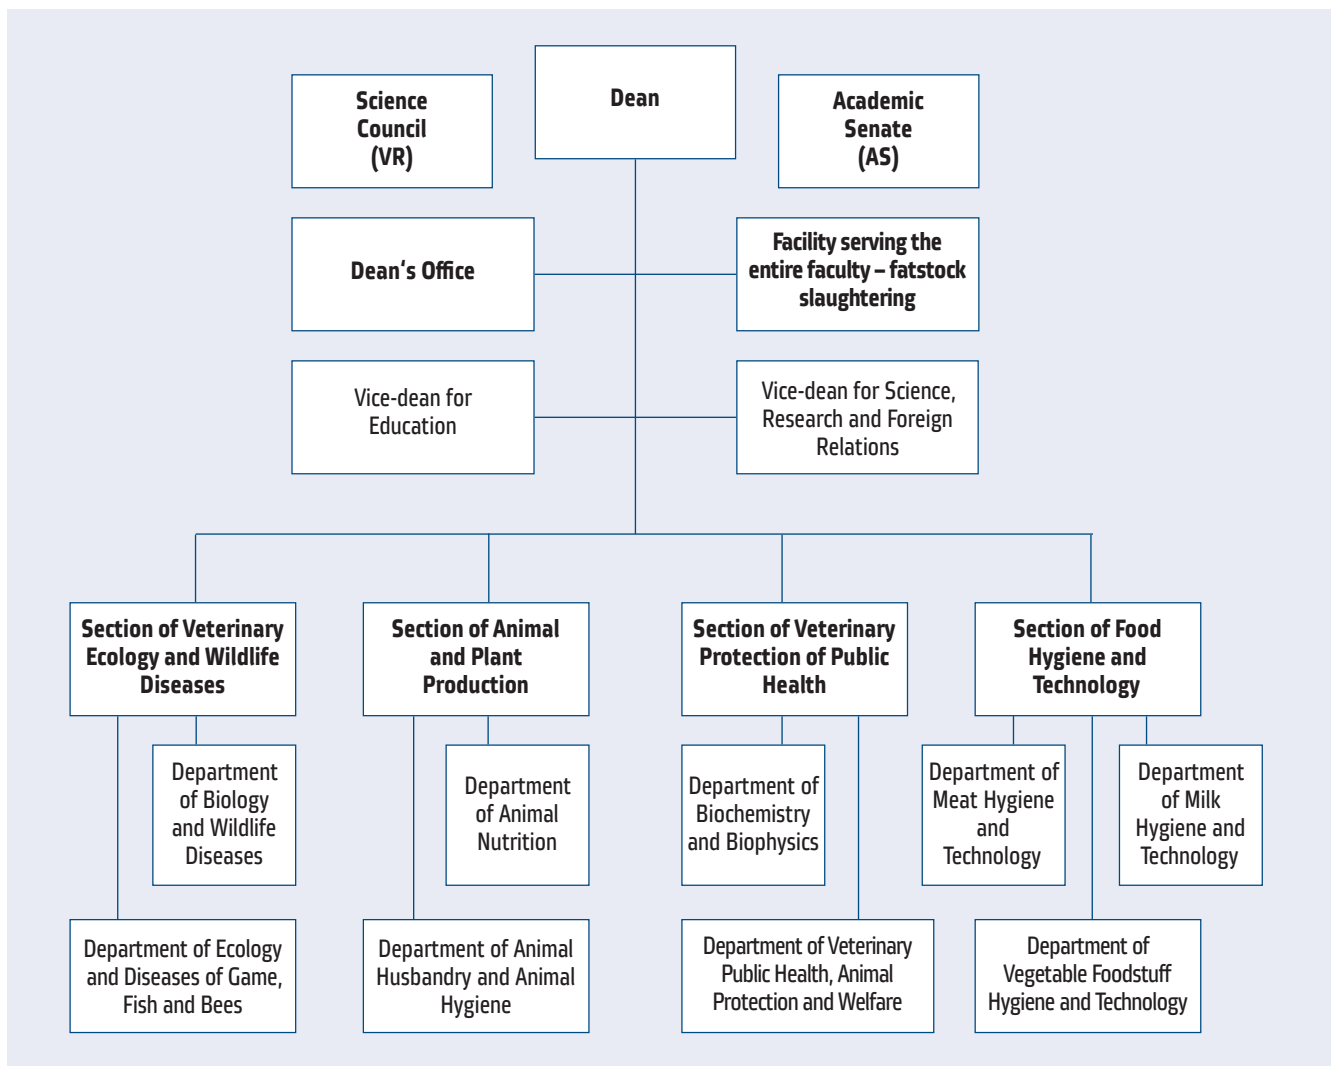 Science
Council
(VR)
Dean
Academic
Senate
(AS)
Dean‘s Office
Facility serving the
entire faculty – fatstock
slaughtering
Vice-dean for
Education
Vice-dean for Science,
Research and Foreign
Relations
Section of Veterinary
Ecology and Wildlife
Diseases
Section of Animal
and Plant
Production
Section of Veterinary
Protection of Public
Health
Section of Food
Hygiene and
Technology
Department
of Biology
and Wildlife
Diseases
Department
of Animal
Nutrition
Department of
Biochemistry
and Biophysics
Department of
Meat Hygiene
and
Technology
Department
of Milk
Hygiene and
Technology
Department of Ecology
and Diseases of Game,
Fish and Bees
Department of Animal
Husbandry and Animal
Hygiene
Department of Veterinary
Public Health, Animal
Protection and Welfare
Department of
Vegetable Foodstuff
Hygiene and Technology